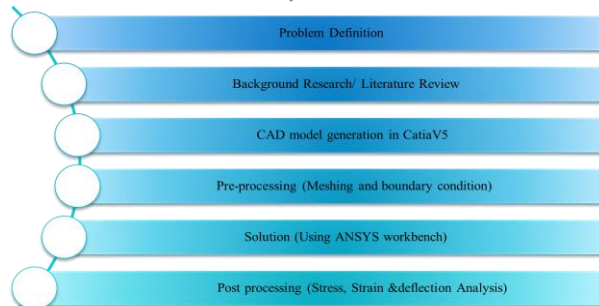 Problem Definition
Background Research/ Literature Review
CAD model generation in CatiaV5
Pre-processing (Meshing and boundary condition)
Solution (Using ANSYS workbench)
Post processing (Stress, Strain &deflection Analysis)